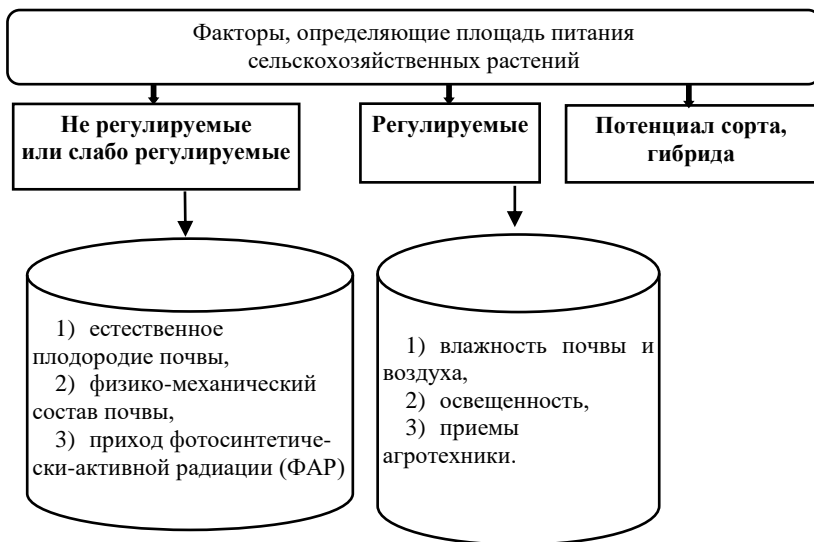 Факторы, определяющие площадь питания
сельскохозяйственных растений
Не регулируемые
или слабо регулируемые
Регулируемые
Потенциал сорта,
гибрида
1) естественное
плодородие почвы,
2) физико-механический
состав почвы,
3) приход фотосинтетиче-
ски-активной радиации (ФАР)
1) влажность почвы и
воздуха,
2) освещенность,
3) приемы
агротехники.